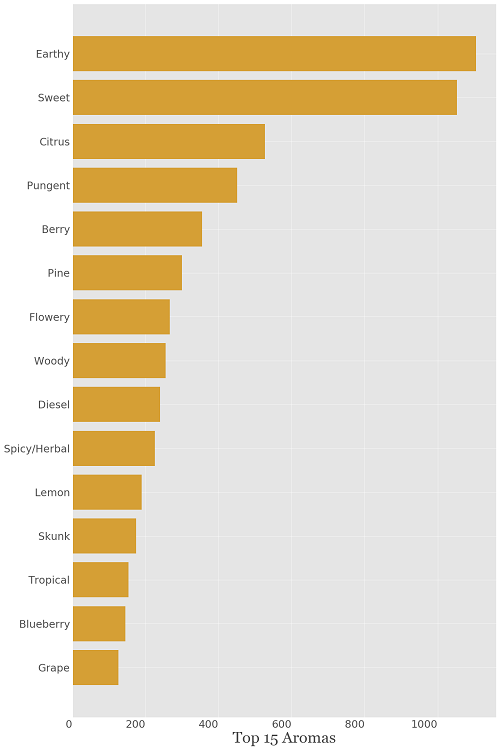 Earthy
Sweet
Citrus
Pungent
Berry
Pine
Flowery
Woody
Diesel
Spicy/Herbal
Lemon
Skunk
Tropical
Blueberry
Grape
0 200 400 600 800 1000
Top 15 Aromas